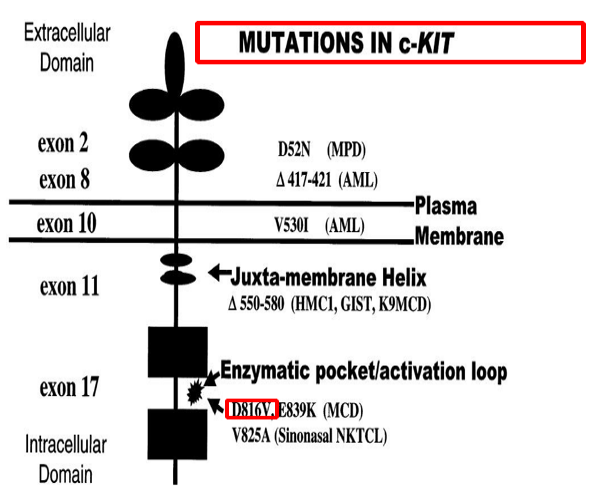 Extracellular
Domain
MUTATIONS IN c-KIT
exon 2
D52N (MPD)
exon 8
Δ 417-421 (AML)
Plasma
exon 10
V530I (AML)
Membrane
Juxta-membrane Helix
exon 11
Δ 550-580 (HMC1, GIST, K9MCD)
Enzymatic pocket/activation loop
exon 17
D816V, E839K (MCD)
V825A (Sinonasal NKTCL)
Intracellular
Domain